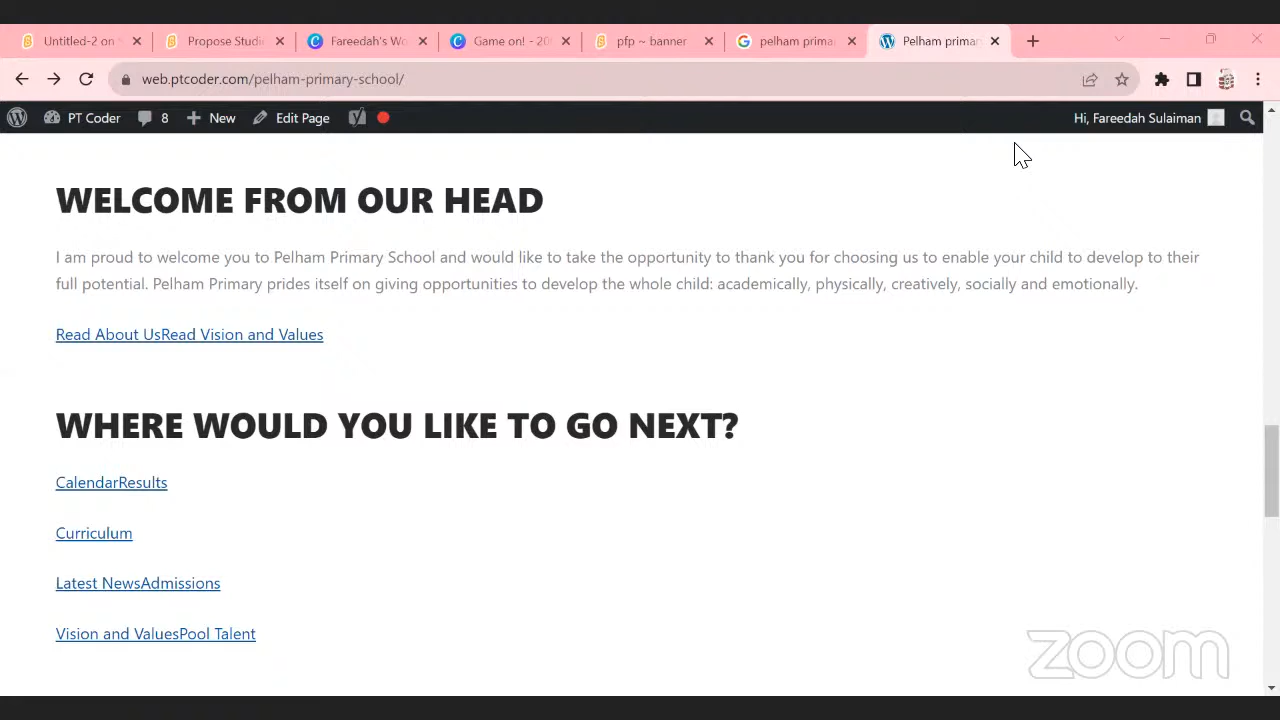 Untitled-2 on
Propose Studi
Fareedah's Wo
Game on! - 20
pfp ~ banner
pelham prima
Pelham primar
web.ptcoder.com/pelham-primary-school/
PT Coder 8 New Edit Page Hi, Fareedah Sulaiman
WELCOME FROM OUR HEAD
I am proud to welcome you to Pelham Primary School and would like to take the opportunity to thank you for choosing us to enable your child to develop to their
full potential. Pelham Primary prides itself on giving opportunities to develop the whole child: academically, physically, creatively, socially and emotionally.
Read About UsRead Vision and Values
WHERE WOULD YOU LIKE TO GO NEXT?
CalendarResults
Curriculum
Latest NewsAdmissions
Vision and ValuesPool Talent
zoom